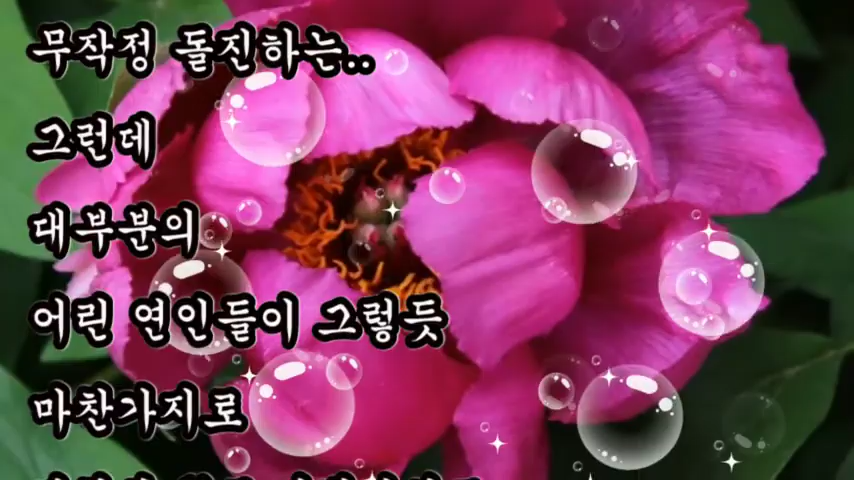 무작정 돌진하는..
그런데
대부분의
어린 연인들이 그렇듯
마찬가지로